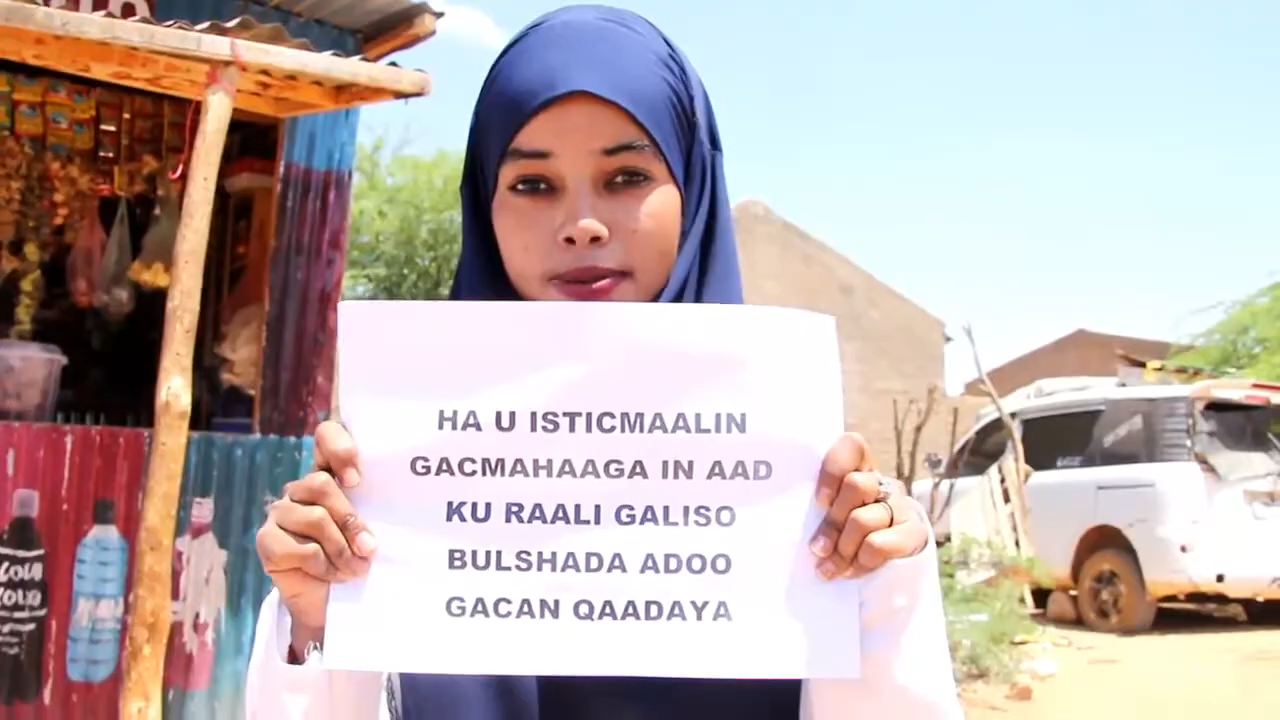 HA U ISTICMAALIN
GACMAHAAGA IN AAD
KU RAALI GALISO
BULSHADA ADOO
GACAN QAADAYA